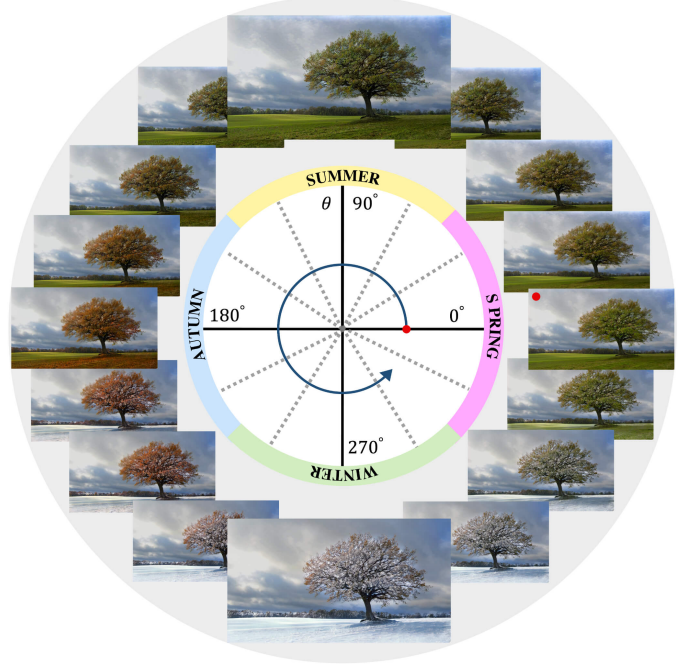 SUMMER
θ 90°
AUTUMN
180°
0°
S PRING
270°
WINTER